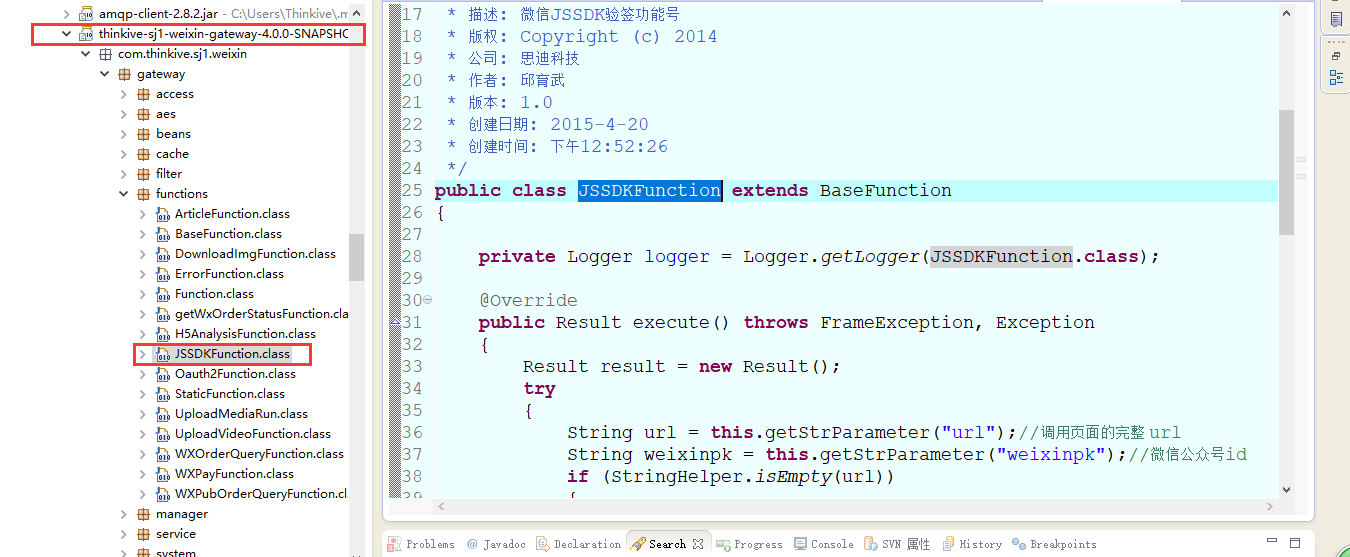 amqp-client-2.8.2.jar - C:\Users\Thinkive\.m
thinkive-sj1-weixin-gateway-4.0.0-SNAPSHO
com.thinkive.sj1.weixin
gateway
access
aes
beans
cache
filter
functions
ArticleFunction.class
BaseFunction.class
DownloadImgFunction.class
ErrorFunction.class
Function.class
getWxOrderStatusFunction.cla
H5AnalysisFunction.class
JSSDKFunction.class
Oauth2Function.class
StaticFunction.class
UploadMediaRun.class
UploadVideoFunction.class
WXOrderQueryFunction.class
WXPayFunction.class
WXPubOrderQueryFunction.cl
manager
service
system
17 * 描述: 微信JSSDK验签功能号
18 * 版权: Copyright (c) 2014
19 * 公司: 思迪科技
20 * 作者: 邱育武
21 * 版本: 1.0
22 * 创建日期: 2015-4-20
23 * 创建时间: 下午12:52:26
24 */
25 public class JSSDKFunction extends BaseFunction
26 {
27
28 private Logger logger = Logger.getLogger(JSSDKFunction.class);
29
30 @Override
31 public Result execute() throws FrameException, Exception
32 {
33 Result result = new Result();
34 try
35 {
36 String url = this.getStrParameter("url");//调用页面的完整url
37 String weixinpk = this.getStrParameter("weixinpk");//微信公众号id
38 if (StringHelper.isEmpty(url))
39 {
Problems @ Javadoc Declaration Search Progress Console SVN 属性 History Breakpoints